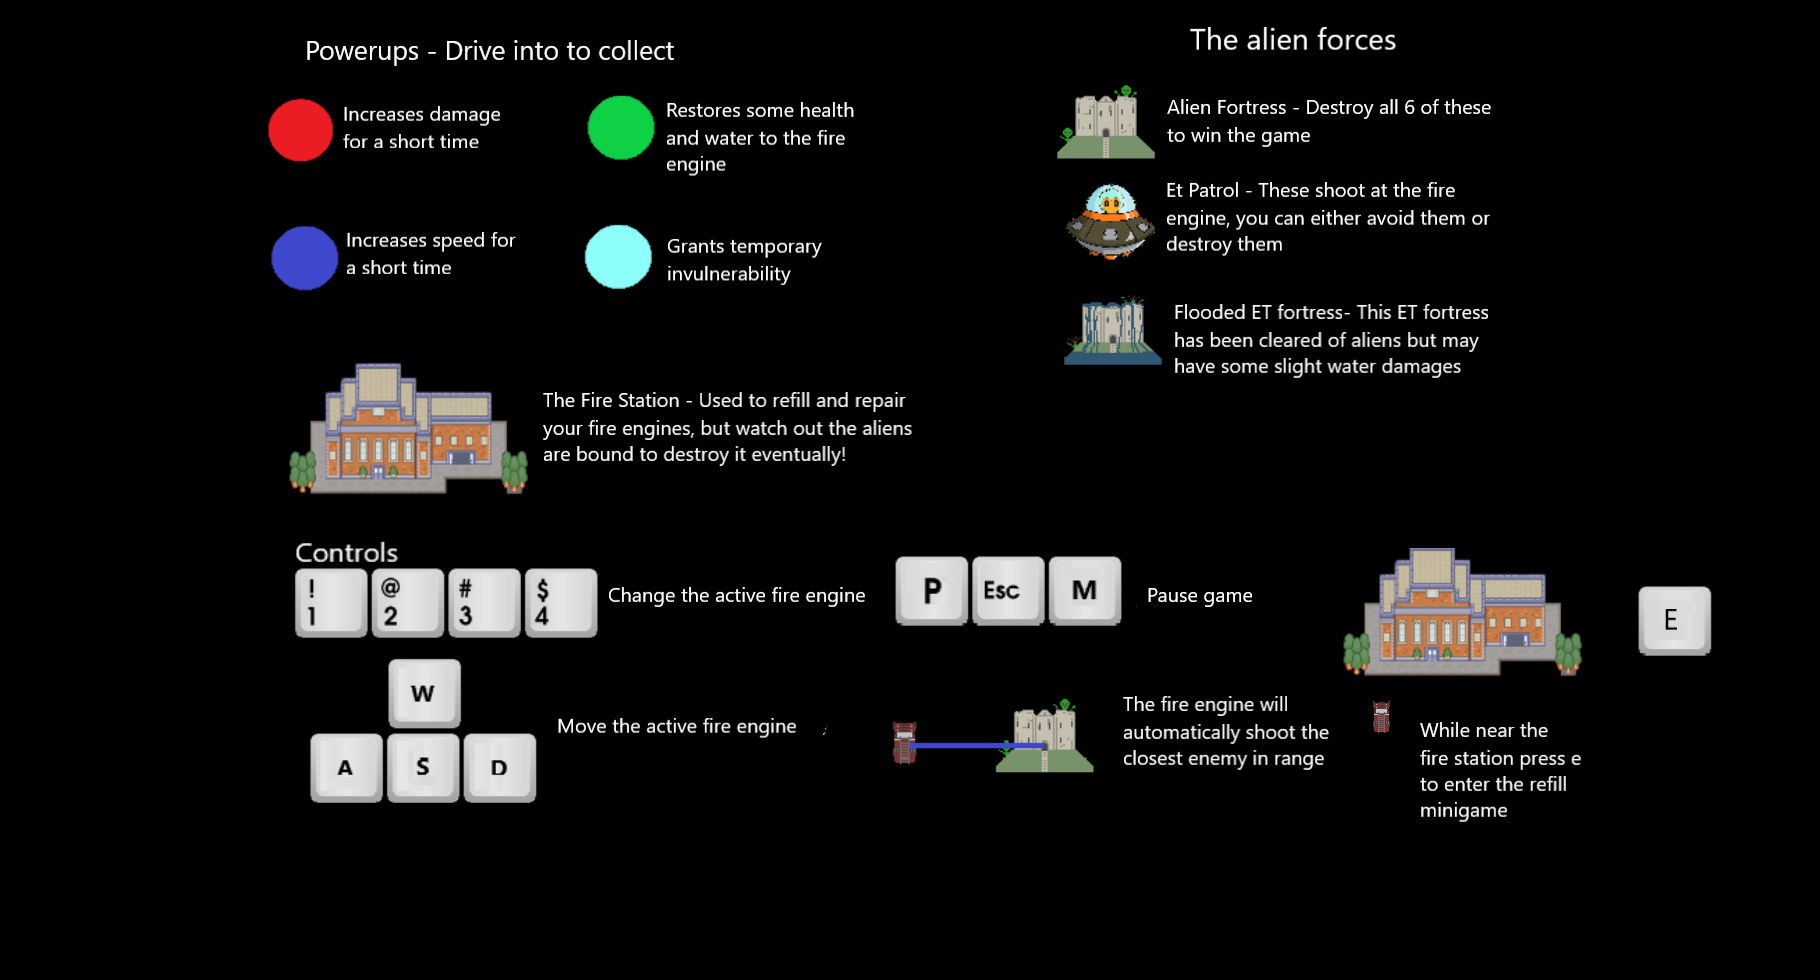 Powerups - Drive into to collect
Increases damage
for a short time
Restores some health
and water to the fire
engine
Increases speed for
a short time
Grants temporary
invulnerability
The alien forces
Alien Fortress - Destroy all 6 of these
to win the game
Et Patrol - These shoot at the fire
engine, you can either avoid them or
destroy them
Flooded ET fortress- This ET fortress
has been cleared of aliens but may
have some slight water damages
The Fire Station - Used to refill and repair
your fire engines, but watch out the aliens
are bound to destroy it eventually!
Controls
! @ # $
1 2 3 4
Change the active fire engine
P Esc M
Pause game
E
W
A S D
Move the active fire engine
The fire engine will
automatically shoot the
closest enemy in range
While near the
fire station press e
to enter the refill
minigame